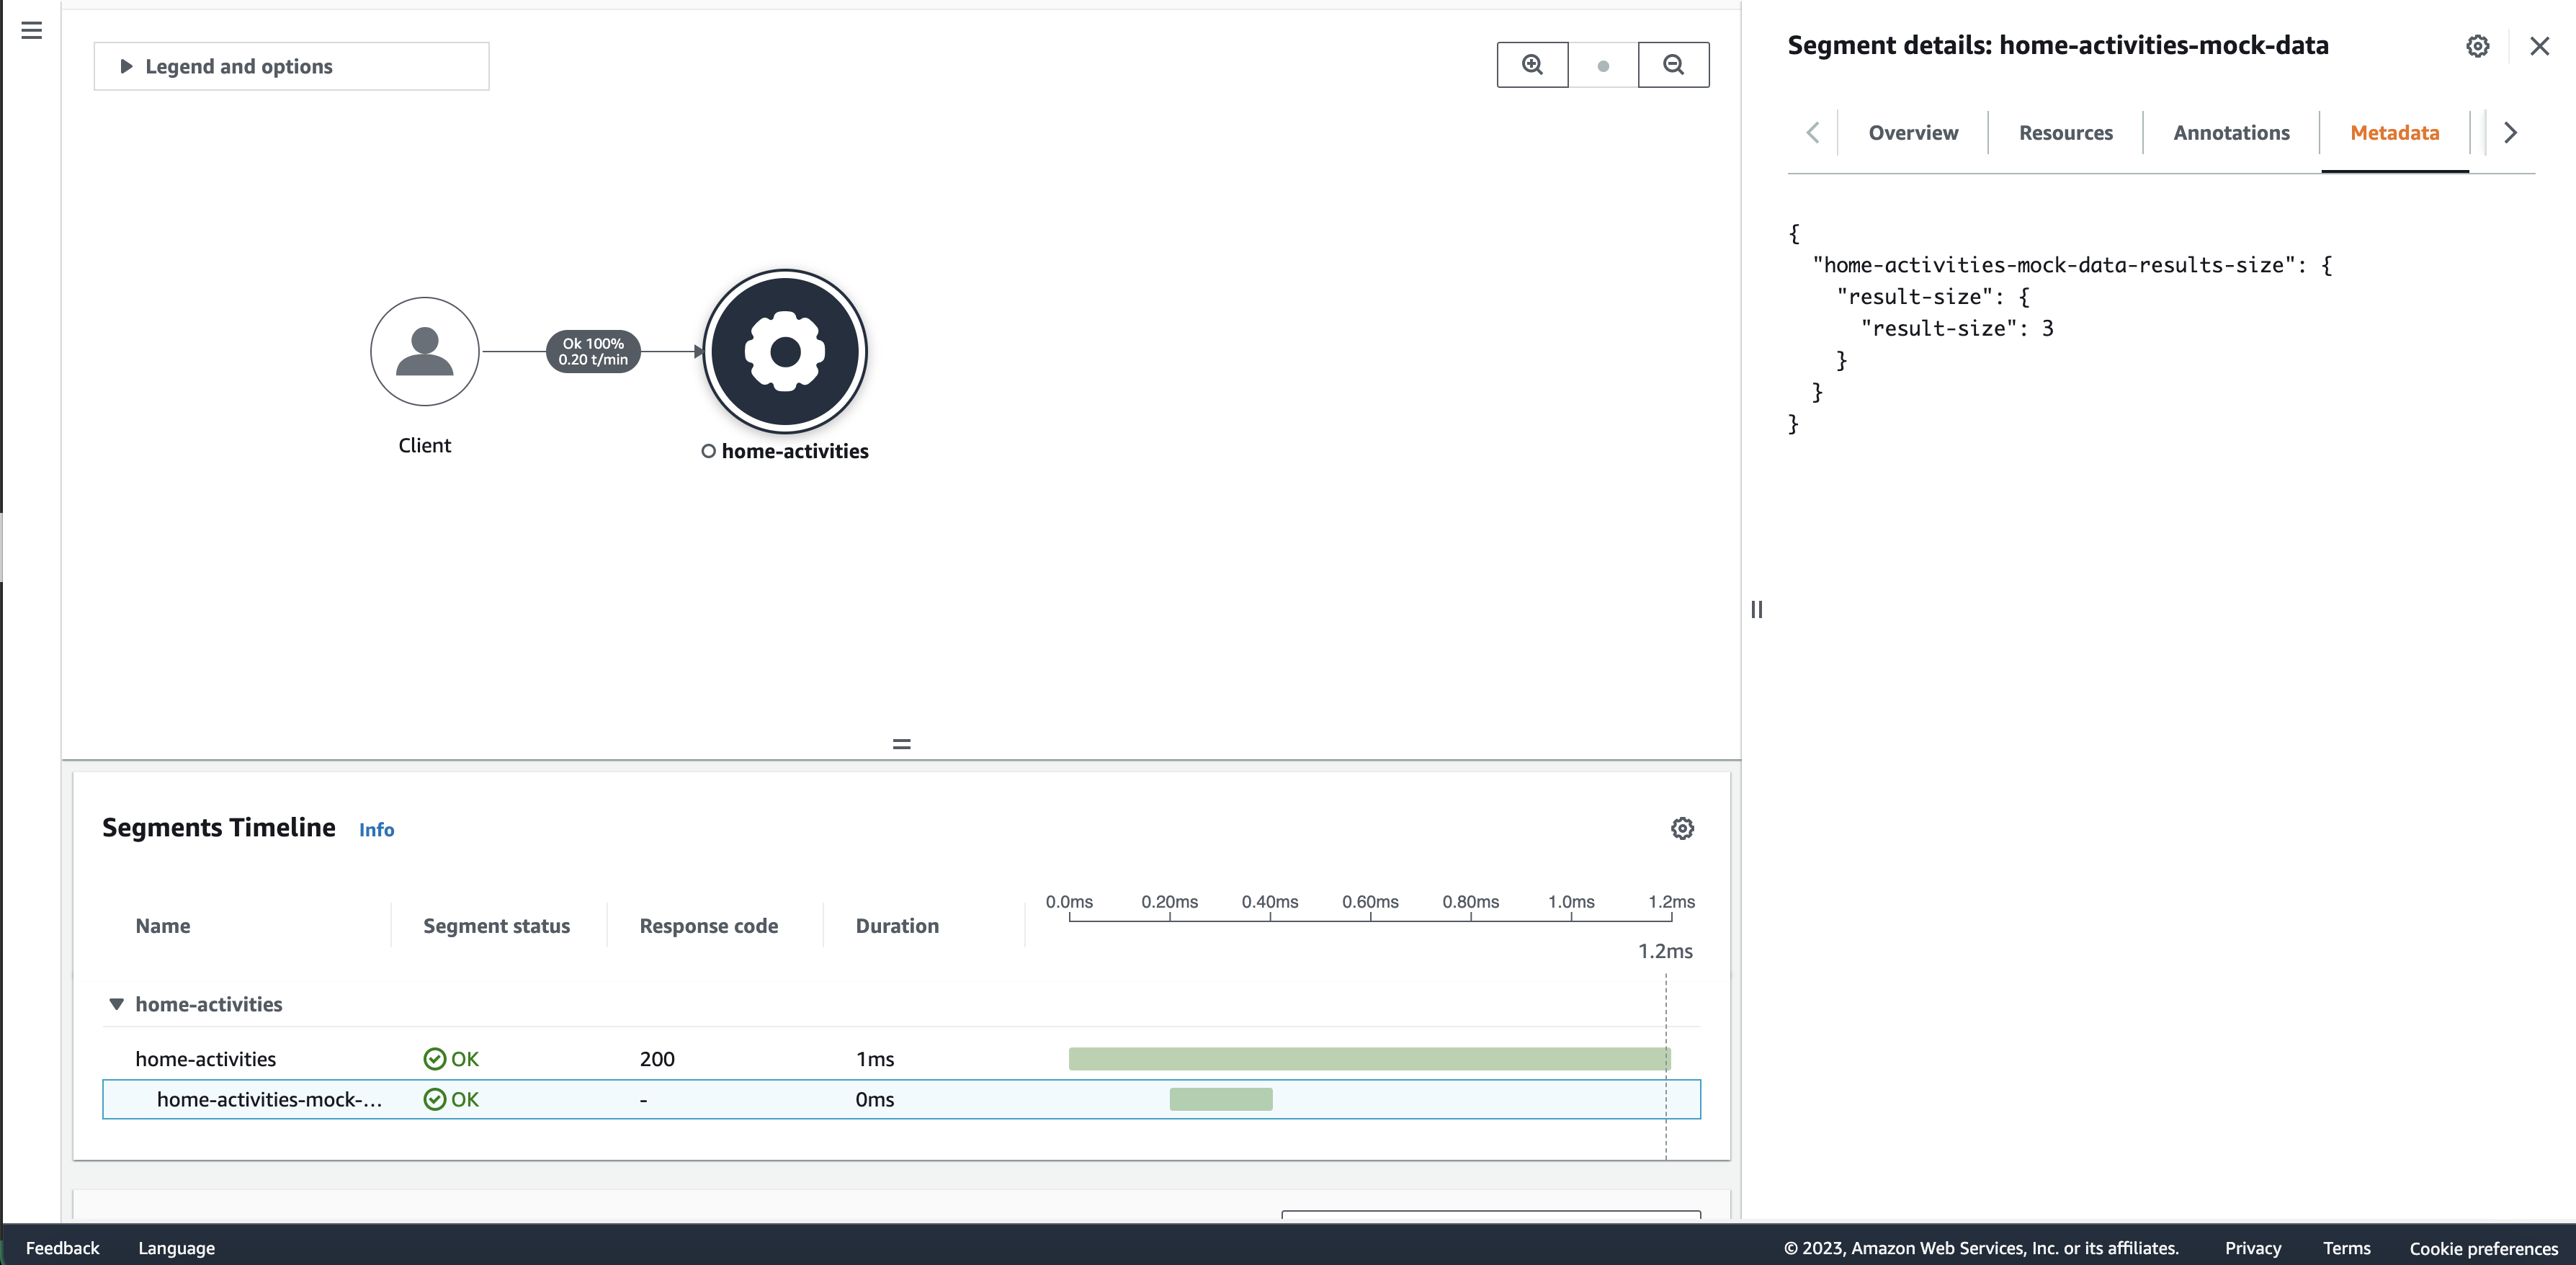 Legend and options
Ok 100%
0.20 t/min
Client
home-activities
Segments Timeline Info
0.0ms 0.20ms 0.40ms 0.60ms 0.80ms 1.0ms 1.2ms
Name Segment status Response code Duration
1.2ms
home-activities
home-activities OK 200 1ms
home-activities-mock-... OK - 0ms
Segment details: home-activities-mock-data
Overview Resources Annotations Metadata
{
"home-activities-mock-data-results-size": {
"result-size": {
"result-size": 3
}
}
}
Feedback Language © 2023, Amazon Web Services, Inc. or its affiliates. Privacy Terms Cookie preferences